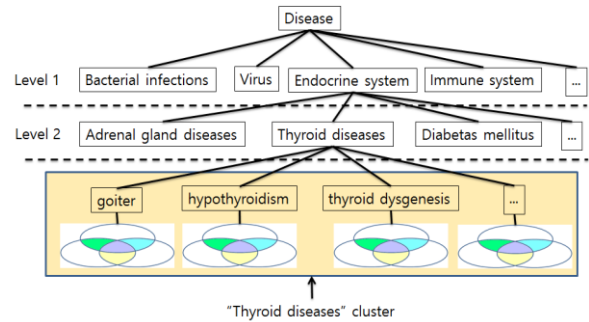 Disease
Level 1
Bacterial infections
Virus
Endocrine system
Immune system
...
Level 2
Adrenal gland diseases
Thyroid diseases
Diabetas mellitus
...
goiter
hypothyroidism
thyroid dysgenesis
...
"Thyroid diseases" cluster